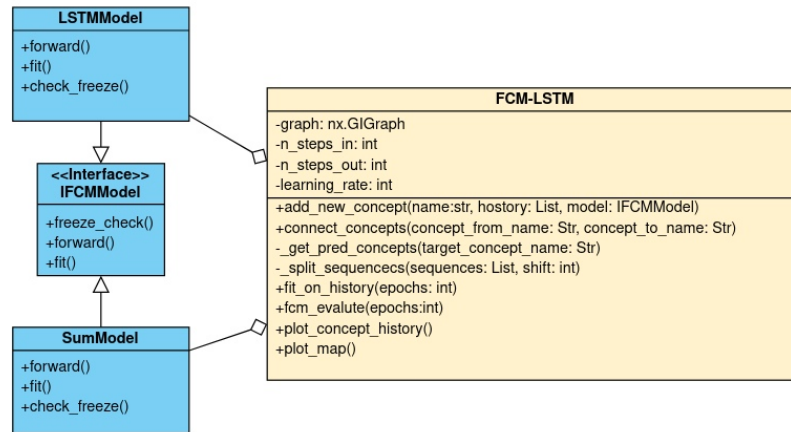 LSTMModel
+forward()
+fit()
+check_freeze()
<<Interface>>
IFCMModel
+freeze_check()
+forward()
+fit()
SumModel
+forward()
+fit()
+check_freeze()
FCM-LSTM
-graph: nx.GIGraph
-n_steps_in: int
-n_steps_out: int
-learning_rate: int
+add_new_concept(name:str, hostory: List, model: IFCMModel)
+connect_concepts(concept_from_name: Str, concept_to_name: Str)
-_get_pred_concepts(target_concept_name: Str)
-_split_sequencecs(sequences: List, shift: int)
+fit_on_history(epochs: int)
+fcm_evalute(epochs:int)
+plot_concept_history()
+plot_map()